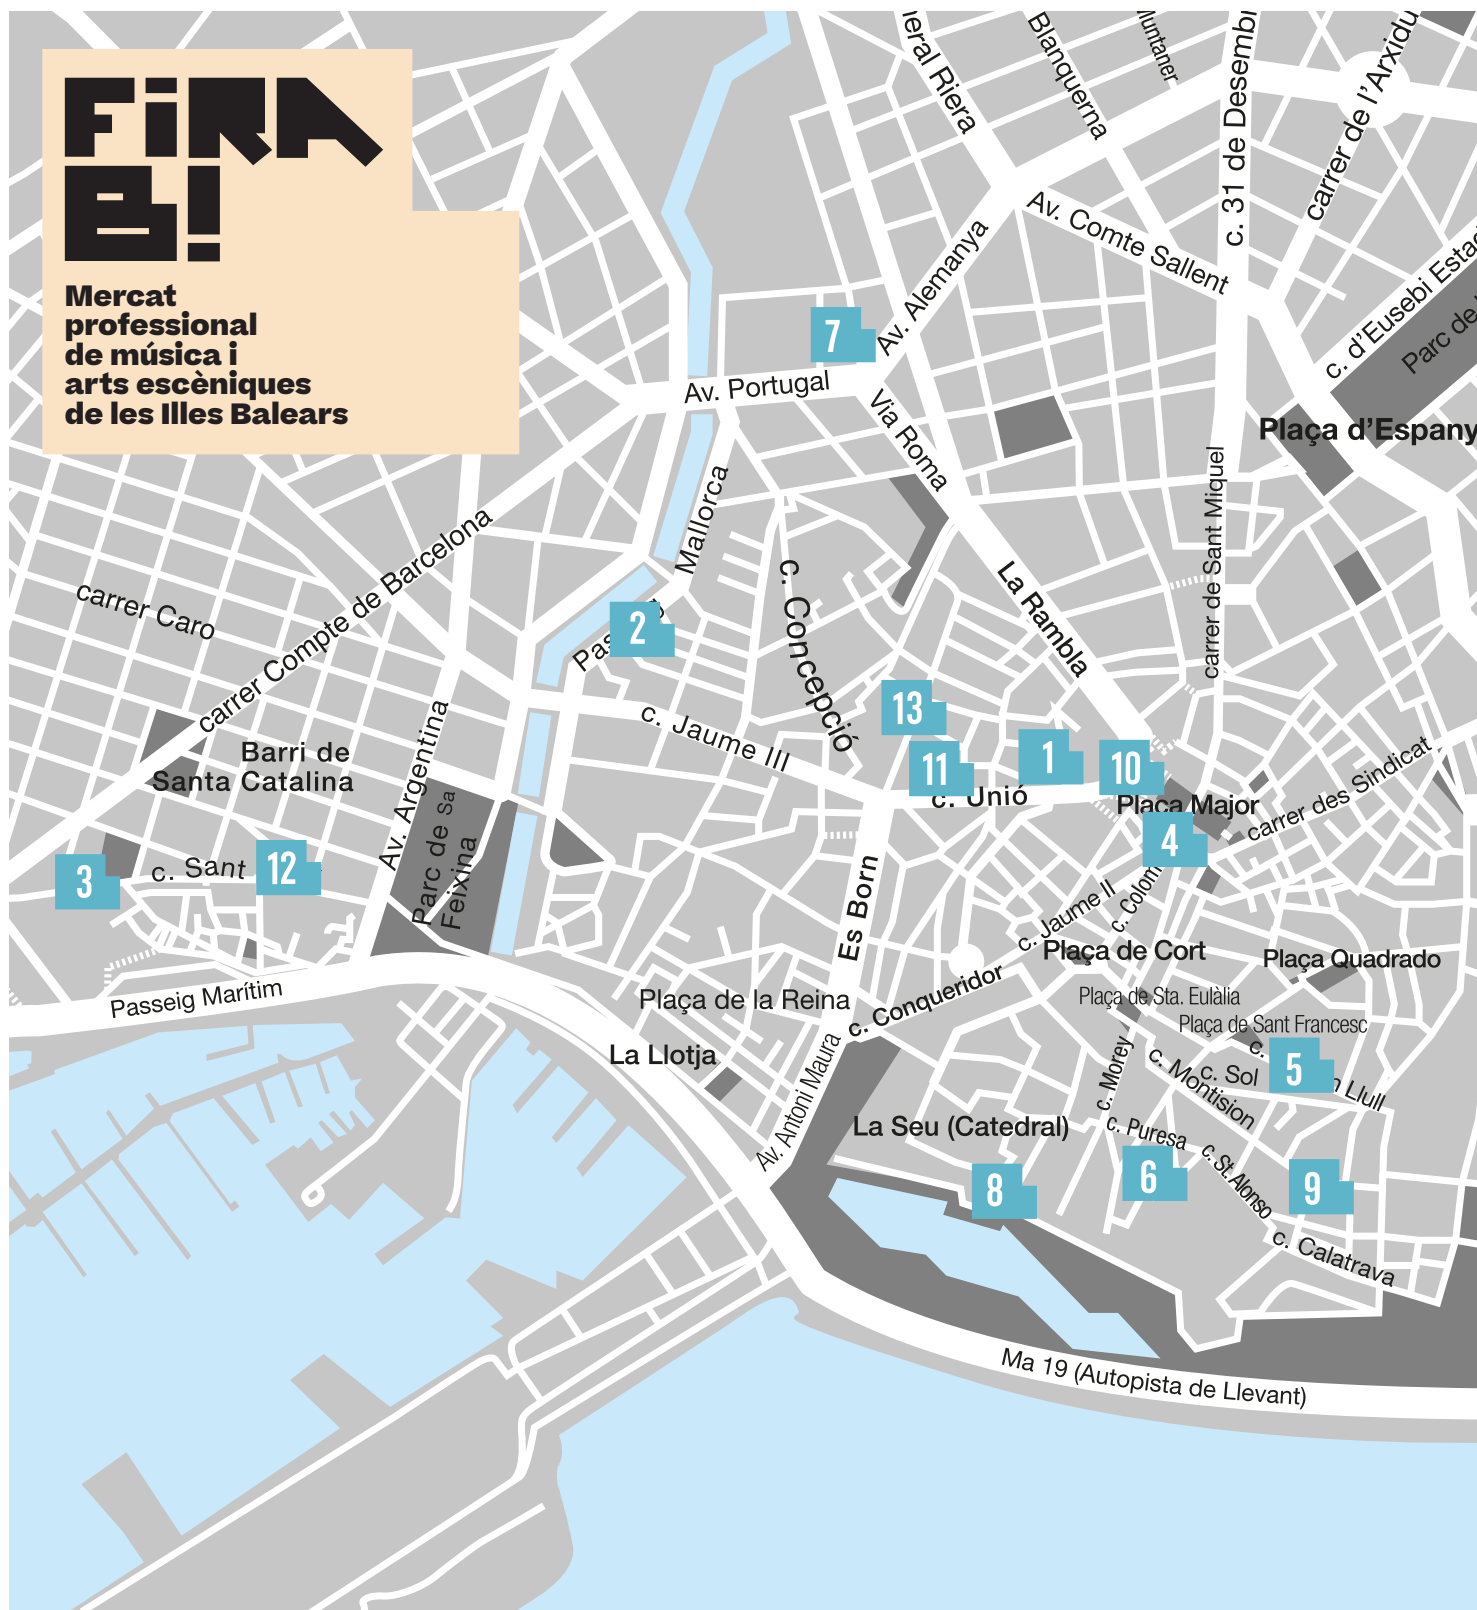 FiRA
B!
Mercat
professional
de música i
arts escèniques
de les Illes Balears
Riera
Blanquerna
Muntaner
c. 31 de Desembr
carrer de l'Arxidu
Av. Comte Sallent
Av. Alemanya
c. d'Eusebi Estad
Parc de
7
Av. Portugal
Via Roma
Plaça d'Espany
carrer de Sant Miquel
Mallorca
c. Concepció
La Rambla
carrer Compte de Barcelona
carrer Caro
2
Pas
13
c. Jaume III
11
1
10
c. Unió
Plaça Major
carrer des Sindicat
4
Barri de
Santa Catalina
Av. Argentina
Parc de sa
Feixina
3
c. Sant
12
Es Born
c. Jaume II
c. Colom
Plaça de Cort
Plaça Quadrado
Passeig Marítim
Plaça de la Reina
c. Conqueridor
Plaça de Sta. Eulàlia
Plaça de Sant Francesc
La Llotja
Av. Antoni Maura
c. Morey
c. Montision
c. Sol
c.
5
Llull
La Seu (Catedral)
c. Puresa
c. St. Alonso
8
6
9
c. Calatrava
Ma 19 (Autopista de Llevant)